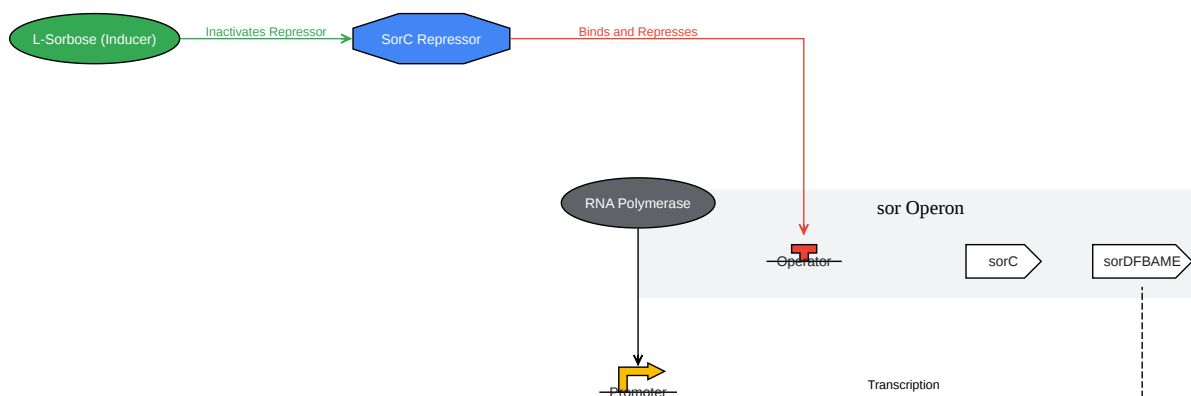 L-Sorbose (Inducer)
Inactivates Repressor
SorC Repressor
Binds and Represses
RNA Polymerase
sor Operon
Operator
sorC
sorDFBAME
Promoter
Transcription